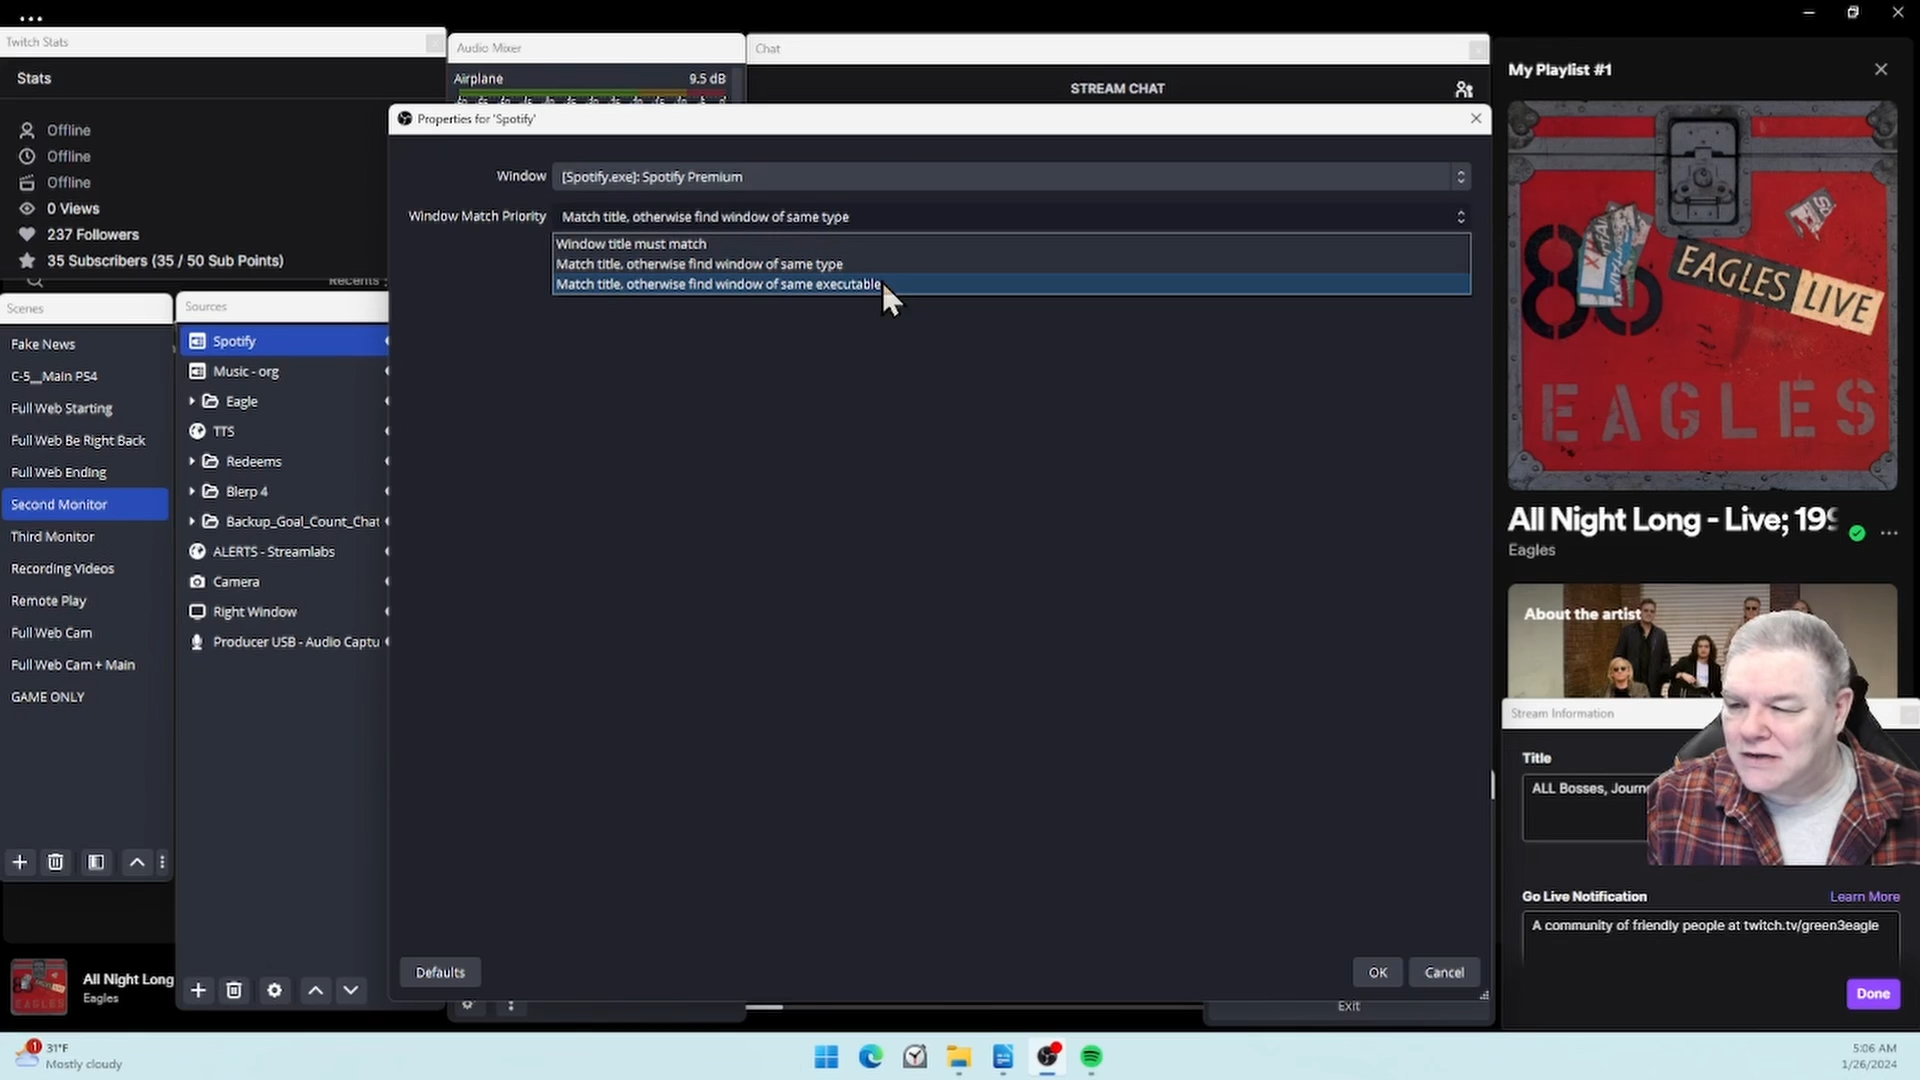 Twitch Stats
Stats
Offline
Offline
Offline
0 Views
237 Followers
35 Subscribers (35 / 50 Sub Points)
Recents
Scenes
Fake News
C-5__Main PS4
Full Web Starting
Full Web Be Right Back
Full Web Ending
Second Monitor
Third Monitor
Recording Videos
Remote Play
Full Web Cam
Full Web Cam + Main
GAME ONLY
Sources
Spotify
Music - org
Eagle
TTS
Redeems
Blerp 4
Backup_Goal_Count_Chat
ALERTS - Streamlabs
Camera
Right Window
Producer USB - Audio Captu
Audio Mixer
Airplane 9.5 dB
Chat
STREAM CHAT
Properties for 'Spotify'
Window [Spotify.exe]: Spotify Premium
Window Match Priority Match title, otherwise find window of same type
Window title must match
Match title, otherwise find window of same type
Match title, otherwise find window of same executable
Defaults
OK
Cancel
Exit
My Playlist #1
EAGLES LIVE
EAGLES
All Night Long - Live; 199
Eagles
About the artist
Stream Information
Title
ALL Bosses, Journ
Go Live Notification
Learn More
A community of friendly people at twitch.tv/green3eagle
Done
All Night Long
Eagles
1
31°F
Mostly cloudy
5:06 AM
1/26/2024